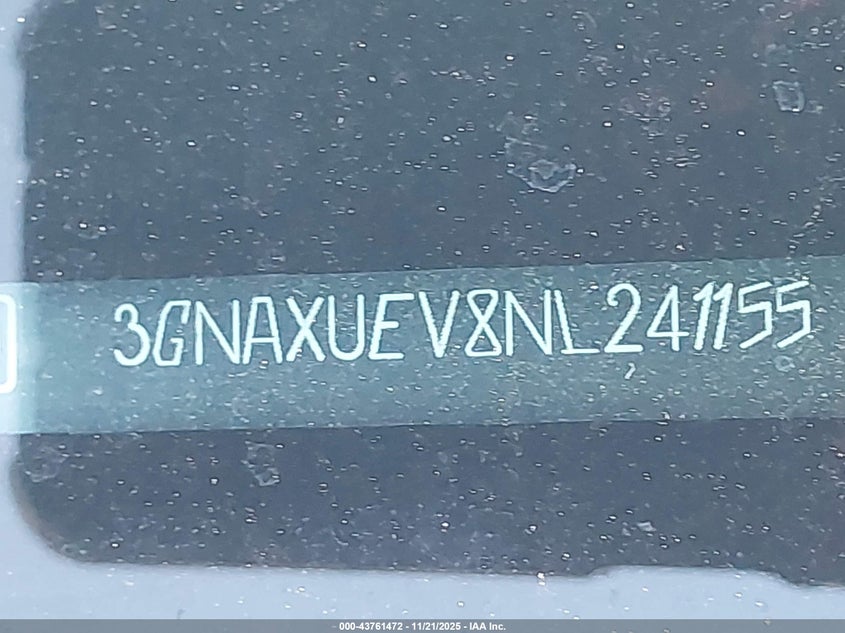 3GNAXUEV8NL241155
000-43761472 - 11/21/2025 - IAA Inc.